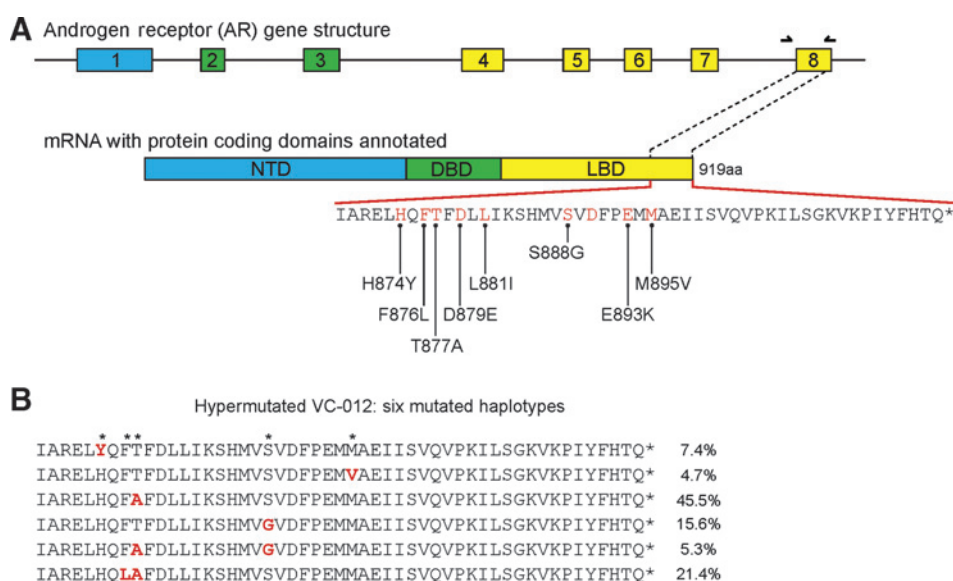 A
Androgen receptor (AR) gene structure
1 2 3 4 5 6 7 8
mRNA with protein coding domains annotated
NTD DBD LBD 919aa
IARELHQFTFDLLIKSHMVSVDFPEMMAEIISVQVPKILSGKVKPIYFHTQ*
S888G
H874Y L881I M895V
F876L D879E E893K
T877A
B
Hypermutated VC-012: six mutated haplotypes
* ** * *
IARELYQFTFDLLIKSHMVSVDFPEMMAEIISVQVPKILSGKVKPIYFHTQ* 7.4%
IARELHQFTFDLLIKSHMVSVDFPEMVAEIISVQVPKILSGKVKPIYFHTQ* 4.7%
IARELHQFAFDLLIKSHMVSVDFPEMMAEIISVQVPKILSGKVKPIYFHTQ* 45.5%
IARELHQFTFDLLIKSHMVGVDFPEMMAEIISVQVPKILSGKVKPIYFHTQ* 15.6%
IARELHQFAFDLLIKSHMVGVDFPEMMAEIISVQVPKILSGKVKPIYFHTQ* 5.3%
IARELHQLAFDLLIKSHMVSVDFPEMMAEIISVQVPKILSGKVKPIYFHTQ* 21.4%